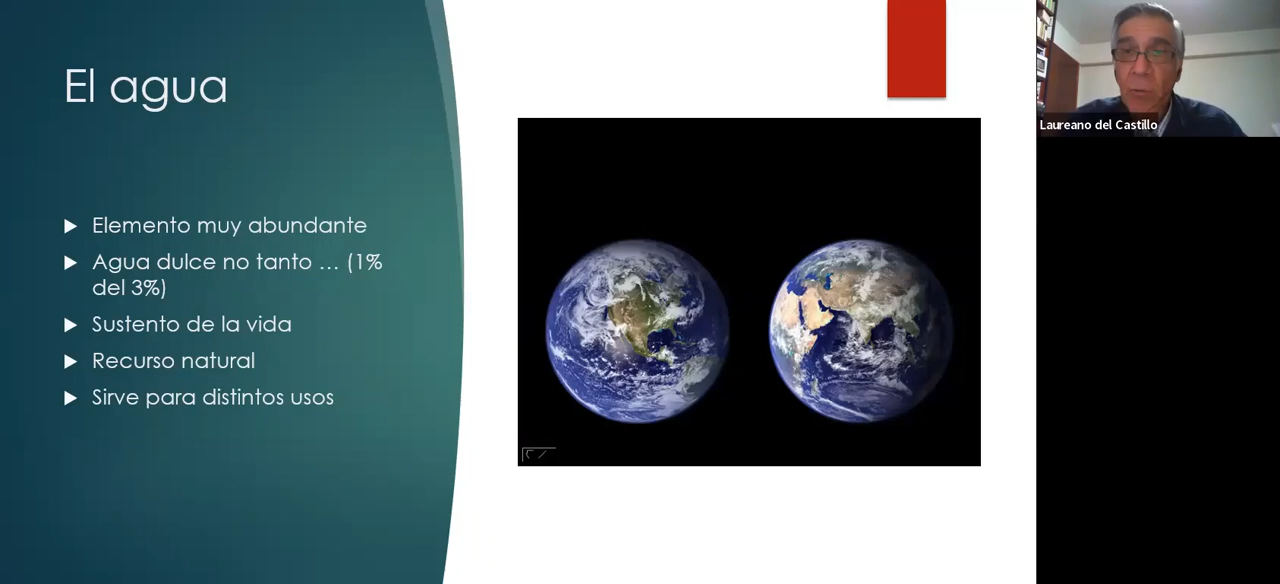 El agua
Elemento muy abundante
Agua dulce no tanto … (1%
del 3%)
Sustento de la vida
Recurso natural
Sirve para distintos usos
Laureano del Castillo